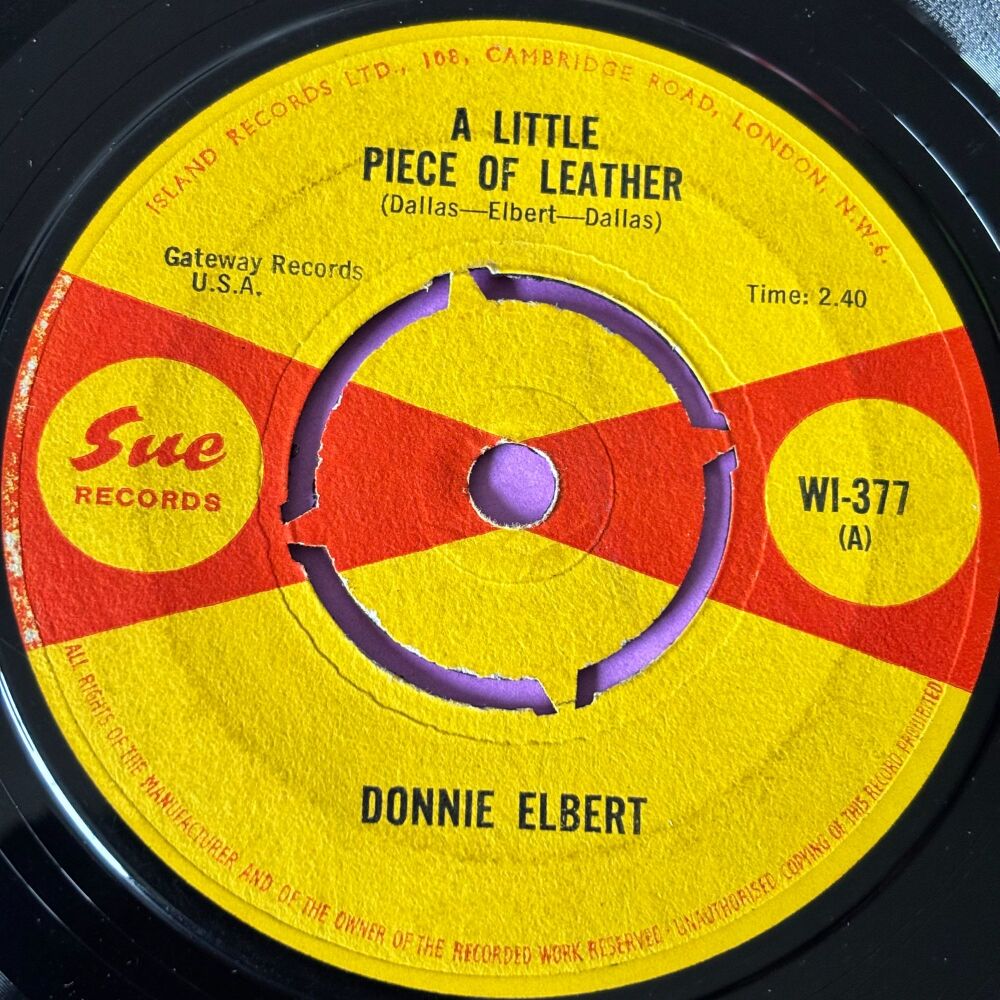 ISLAND RECORDS LTD., 108, CAMBRIDGE ROAD, LONDON, N.W.6.
A LITTLE
PIECE OF LEATHER
(Dallas—Elbert—Dallas)
Gateway Records
U.S.A.
Time: 2.40
Sue
RECORDS
WI-377
(A)
DONNIE ELBERT
ALL RIGHTS OF THE MANUFACTURER AND OF THE OWNER OF THE RECORDED WORK RESERVED · UNAUTHORISED COPYING OF THIS RECORD PROHIBITED